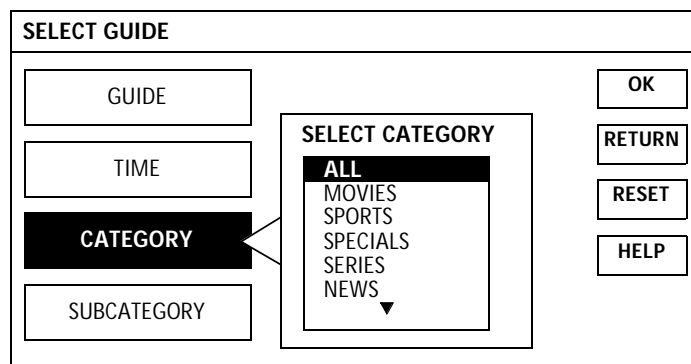 SELECT GUIDE
GUIDE
TIME
CATEGORY
SUBCATEGORY
SELECT CATEGORY
ALL
MOVIES
SPORTS
SPECIALS
SERIES
NEWS
OK
RETURN
RESET
HELP